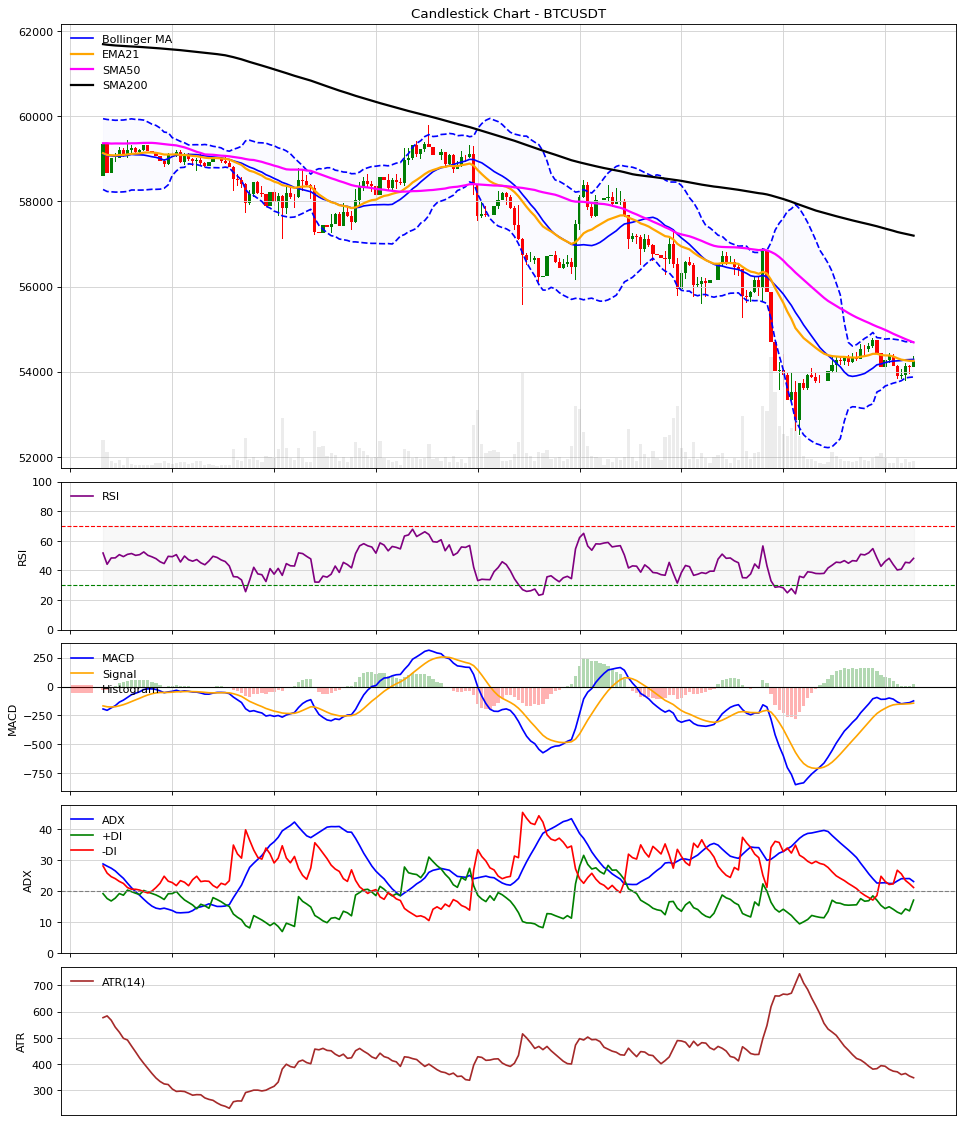 Candlestick Chart - BTCUSDT
62000
60000
58000
56000
54000
52000
Bollinger MA
EMA21
SMA50
SMA200
100
80
60
40
20
0
RSI
RSI
250
0
−250
−500
−750
MACD
MACD
Signal
Histogram
40
30
20
10
0
ADX
ADX
+DI
-DI
700
600
500
400
300
ATR
ATR(14)